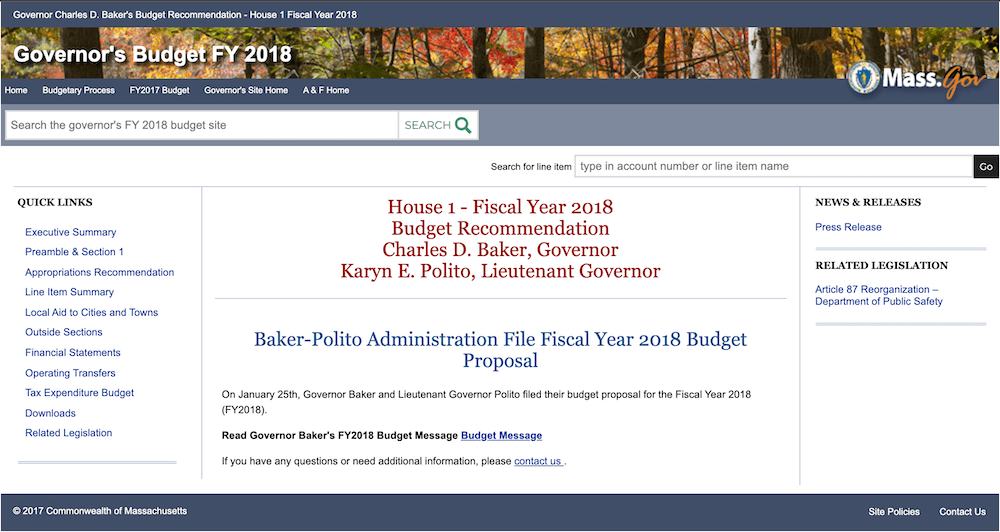 Governor Charles D. Baker's Budget Recommendation - House 1 Fiscal Year 2018
Governor's Budget FY 2018
Mass.Gov
Home Budgetary Process FY2017 Budget Governor's Site Home A & F Home
Search the governor's FY 2018 budget site SEARCH
Search for line item type in account number or line item name Go
QUICK LINKS
Executive Summary
Preamble & Section 1
Appropriations Recommendation
Line Item Summary
Local Aid to Cities and Towns
Outside Sections
Financial Statements
Operating Transfers
Tax Expenditure Budget
Downloads
Related Legislation
House 1 - Fiscal Year 2018
Budget Recommendation
Charles D. Baker, Governor
Karyn E. Polito, Lieutenant Governor
Baker-Polito Administration File Fiscal Year 2018 Budget
Proposal
On January 25th, Governor Baker and Lieutenant Governor Polito filed their budget proposal for the Fiscal Year 2018
(FY2018).
Read Governor Baker's FY2018 Budget Message Budget Message
If you have any questions or need additional information, please contact us .
NEWS & RELEASES
Press Release
RELATED LEGISLATION
Article 87 Reorganization –
Department of Public Safety
© 2017 Commonwealth of Massachusetts
Site Policies Contact Us